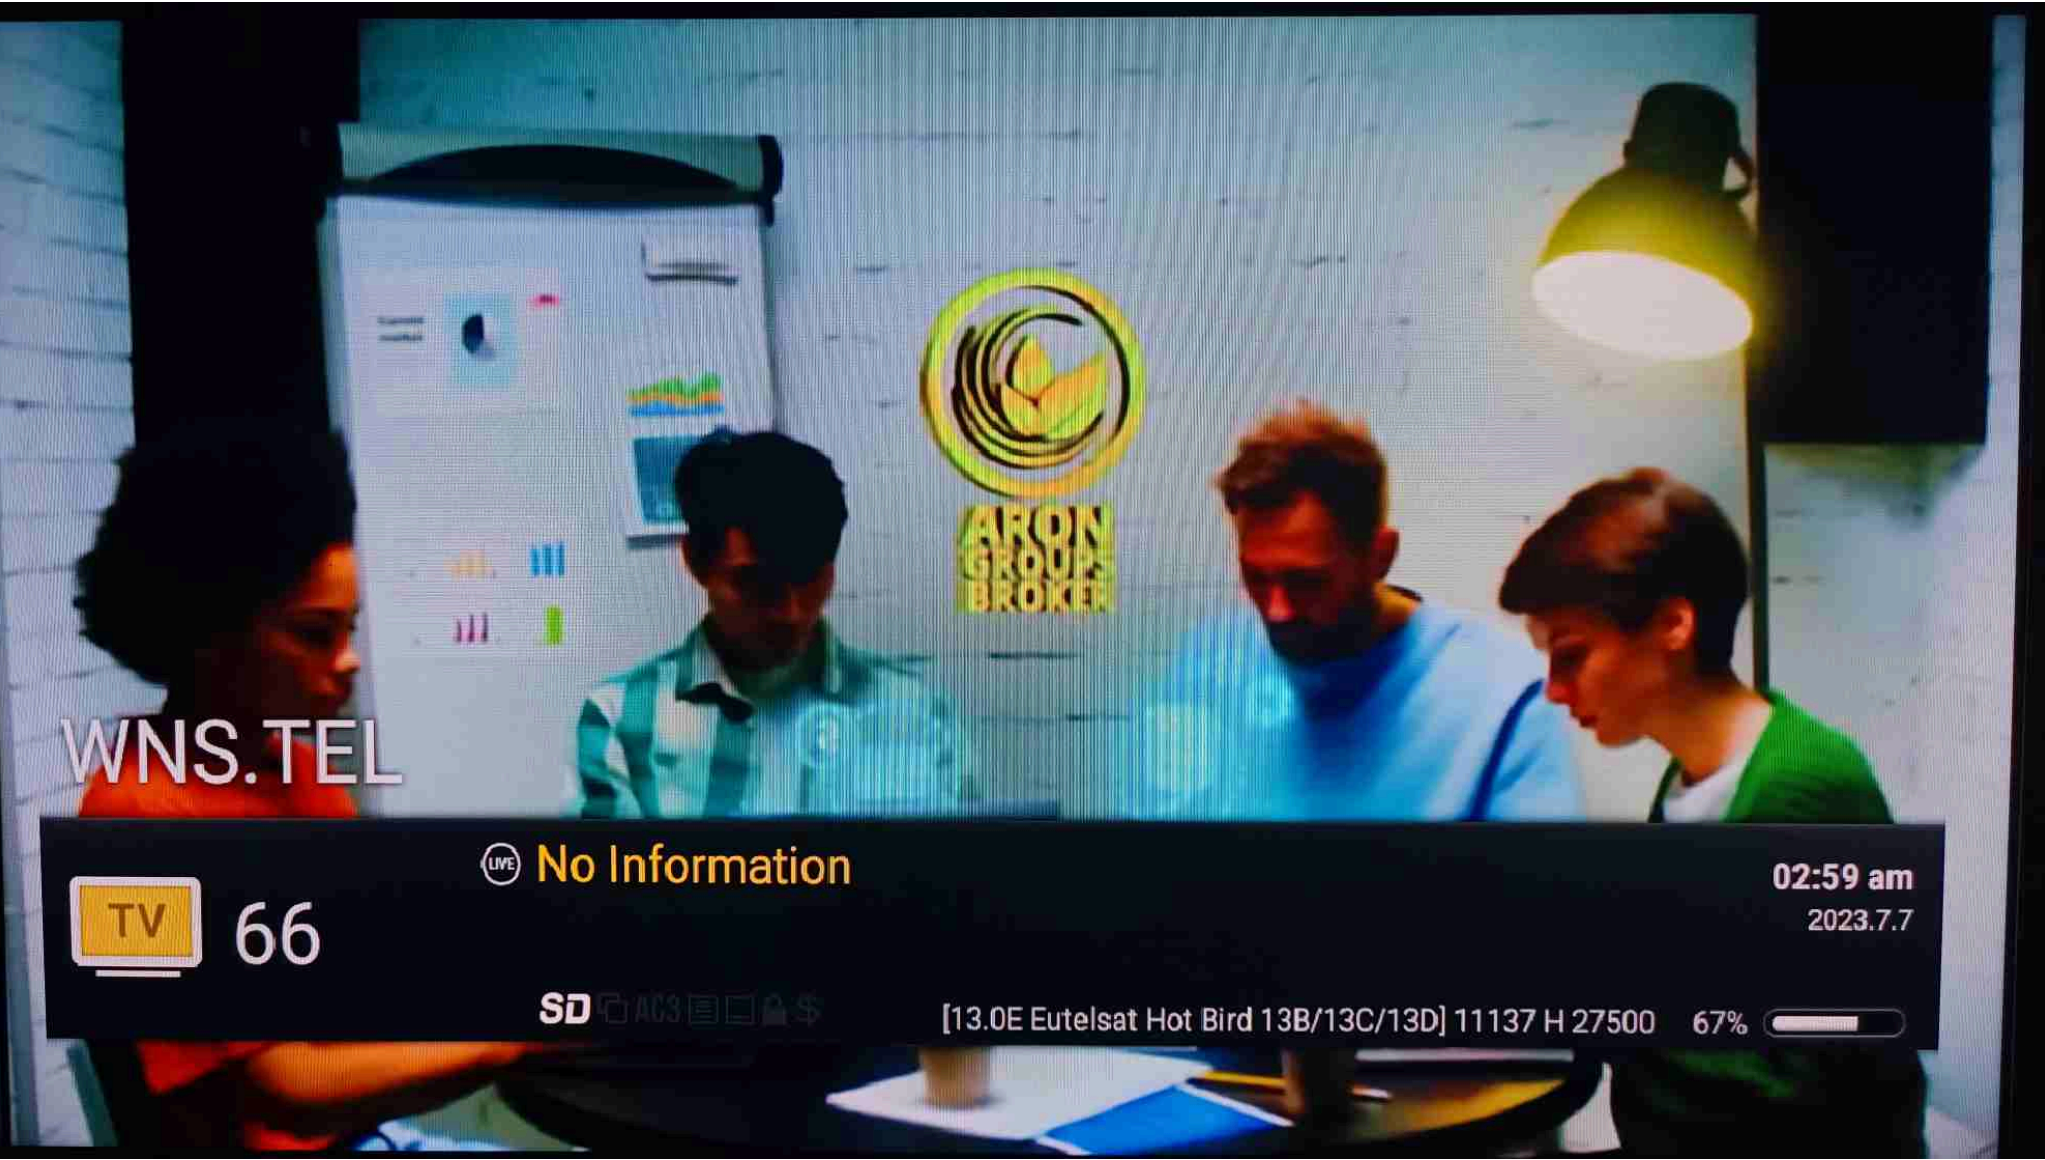 ARON
GROUPS
BROKER
WNS.TEL
LIVE No Information
02:59 am
2023.7.7
TV 66
SD AC3 $
[13.0E Eutelsat Hot Bird 13B/13C/13D] 11137 H 27500 67%